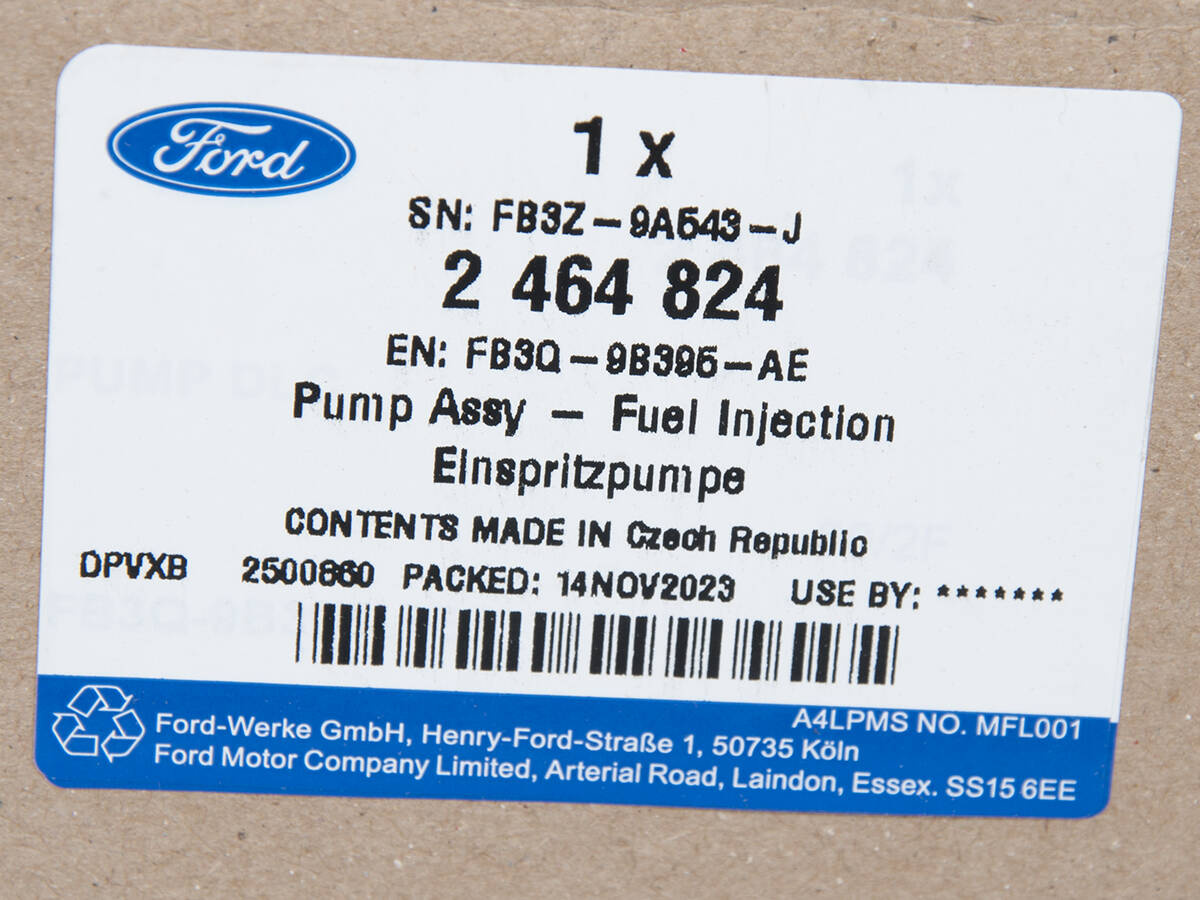 Ford
1 x
SN: FB3Z-9A543-J
2 464 824
EN: FB3Q-9B395-AE
Pump Assy - Fuel Injection
Einspritzpumpe
CONTENTS MADE IN Czech Republic
DPVXB 2500860 PACKED: 14NOV2023 USE BY: *******
A4LPMS NO. MFL001
Ford-Werke GmbH, Henry-Ford-Straße 1, 50735 Köln
Ford Motor Company Limited, Arterial Road, Laindon, Essex. SS15 6EE